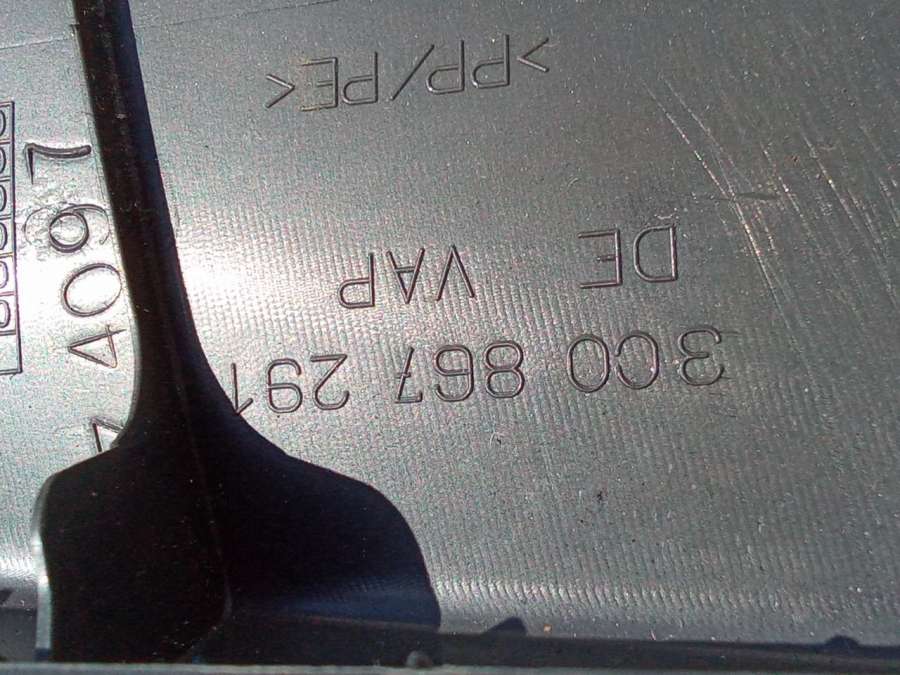 3C0 867 291
DE VAP
>PP/PE<
4097